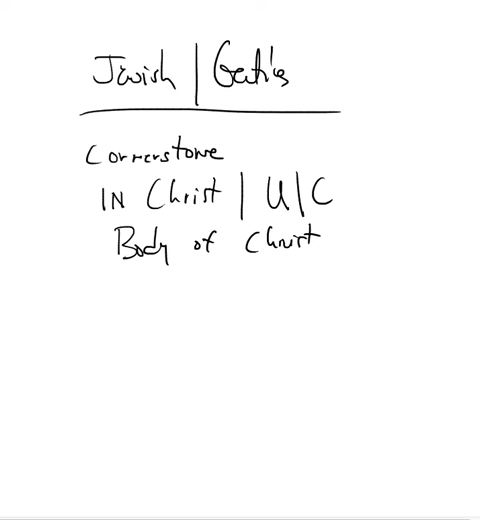 Jewish | Gentiles
Cornerstone
IN Christ | U/C
Body of Christ